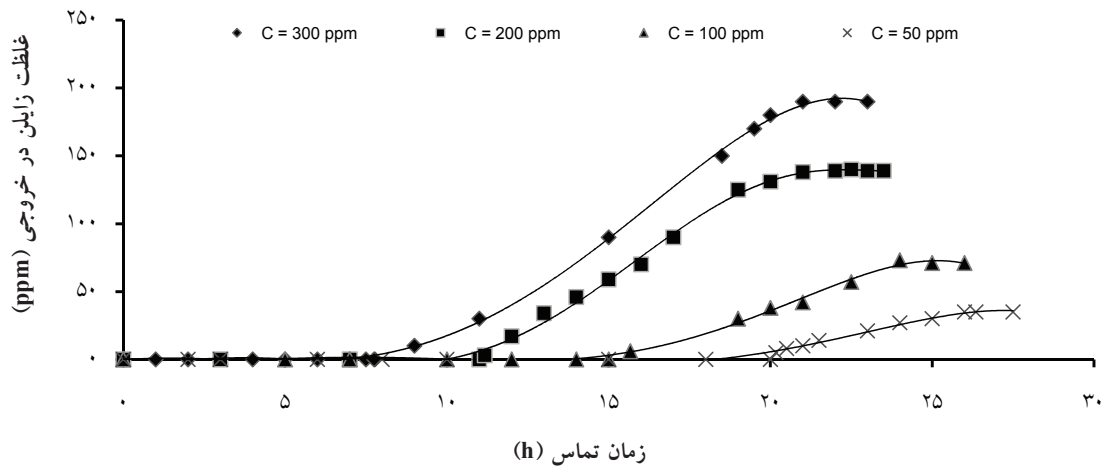 ۲۵۰
C = 300 ppm C = 200 ppm C = 100 ppm C = 50 ppm
۲۰۰
۱۵۰
۱۰۰
۵۰
۰
غلظت زایلن در خروجی (ppm)
۰ ۵ ۱۰ ۱۵ ۲۰ ۲۵ ۳۰
زمان تماس (h)